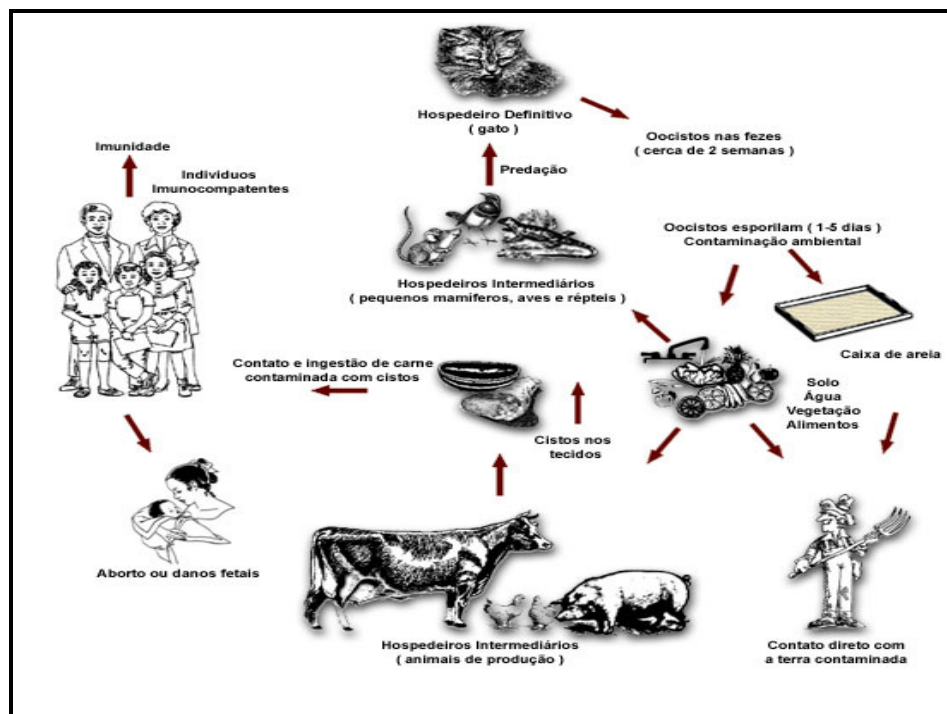 Hospedeiro Definitivo
( gato )
Oocistos nas fezes
( cerca de 2 semanas )
Imunidade
Predação
Individuos
Imunocompatentes
Oocistos esporilam ( 1-5 dias )
Contaminação ambiental
Hospedeiros Intermediários
( pequenos mamíferos, aves e répteis )
Caixa de areia
Contato e ingestão de carne
contaminada com cistos
Solo
Água
Vegetação
Alimentos
Cistos nos
tecidos
Aborto ou danos fetais
Hospedeiros Intermediários
( animais de produção )
Contato direto com
a terra contaminada